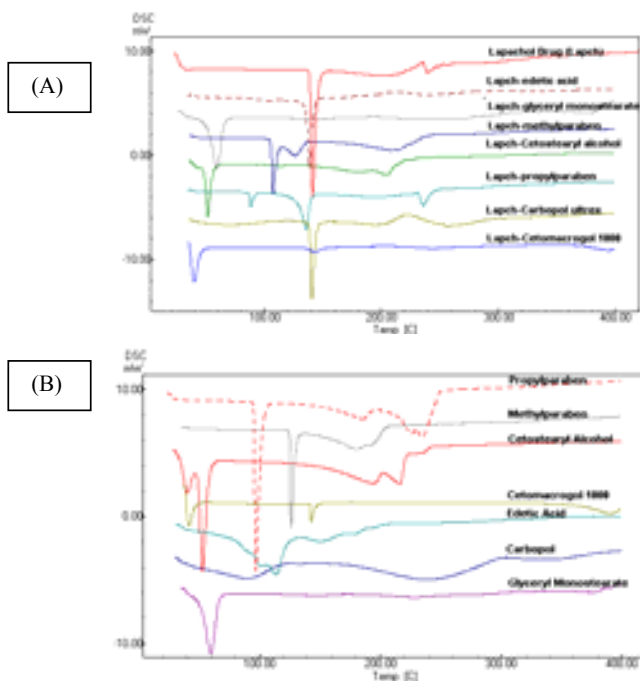 DSC
mW
10.00
(A)
Lapachol Drug (Lapch)
Lapch-edetic acid
Lapch-glyceryl monostearate
Lapch-methylparaben
0.00
Lapch-Cetostearyl alcohol
Lapch-propylparaben
Lapch-Carbopol ultrez
Lapch-Cetomacrogol 1000
-10.00
100.00 200.00 300.00 400.00
Temp [C]
DSC
mW
(B)
10.00
Propylparaben
Methylparaben
Cetostearyl Alcohol
Cetomacrogol 1000
0.00
Edetic Acid
Carbopol
Glyceryl Monostearate
-10.00
100.00 200.00 300.00 400.00
Temp [C]